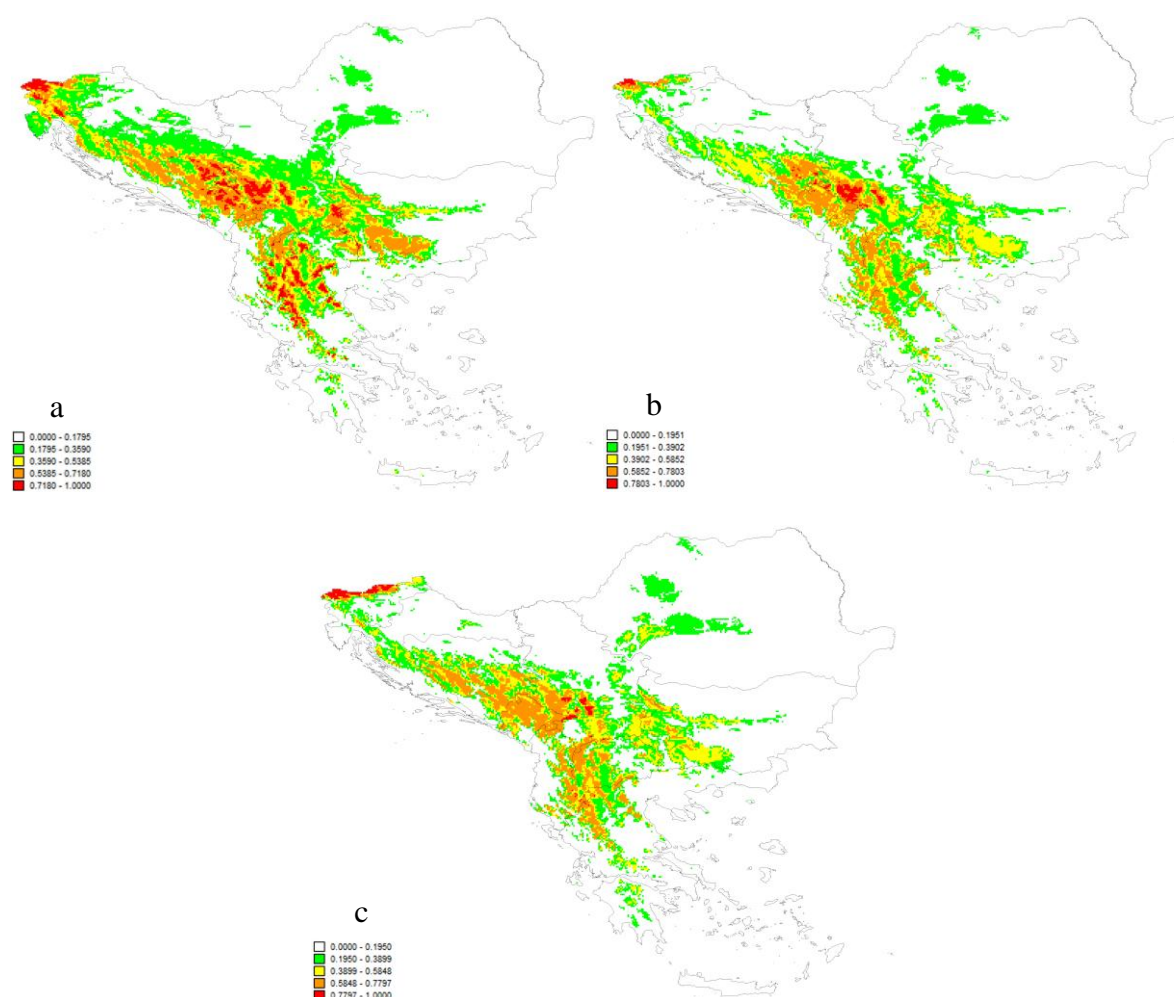 a
0.0000 - 0.1795
0.1795 - 0.3590
0.3590 - 0.5385
0.5385 - 0.7180
0.7180 - 1.0000
b
0.0000 - 0.1951
0.1951 - 0.3902
0.3902 - 0.5852
0.5852 - 0.7803
0.7803 - 1.0000
c
0.0000 - 0.1950
0.1950 - 0.3899
0.3899 - 0.5848
0.5848 - 0.7797
0.7797 - 1.0000